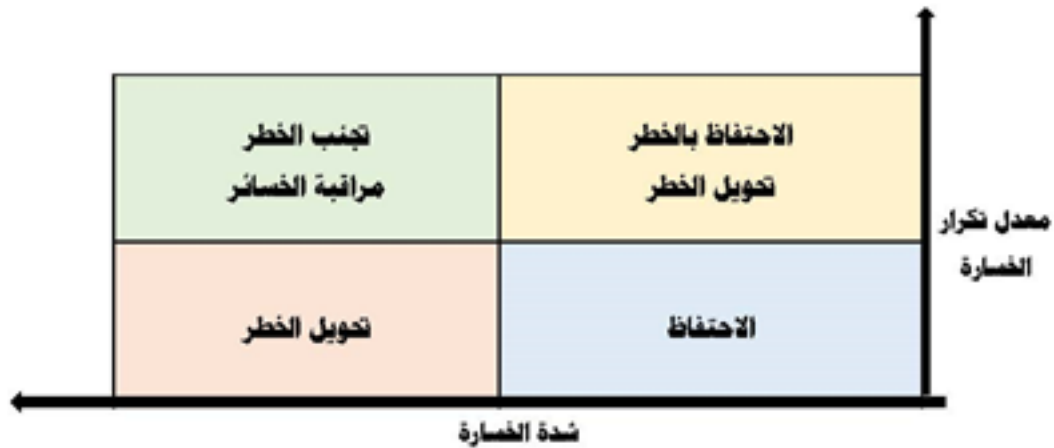 الاحتفاظ بالخطر
تحويل الخطر
تجنب الخطر
مراقبة الخسائر
معدل تكرار
الخسارة
الاحتفاظ
تحويل الخطر
شدة الخسارة